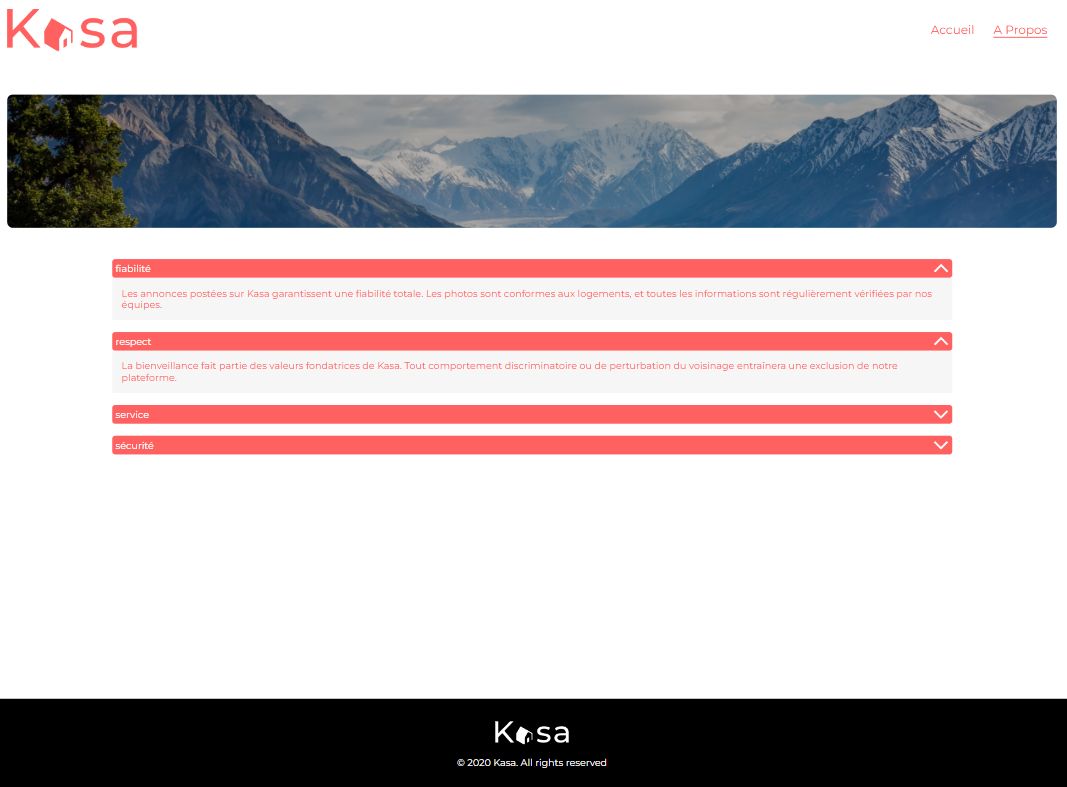 Kasa
Accueil A Propos
fiabilité
Les annonces postées sur Kasa garantissent une fiabilité totale. Les photos sont conformes aux logements, et toutes les informations sont régulièrement vérifiées par nos
équipes.
respect
La bienveillance fait partie des valeurs fondatrices de Kasa. Tout comportement discriminatoire ou de perturbation du voisinage entraînera une exclusion de notre
plateforme.
service
sécurité
Kasa
© 2020 Kasa. All rights reserved